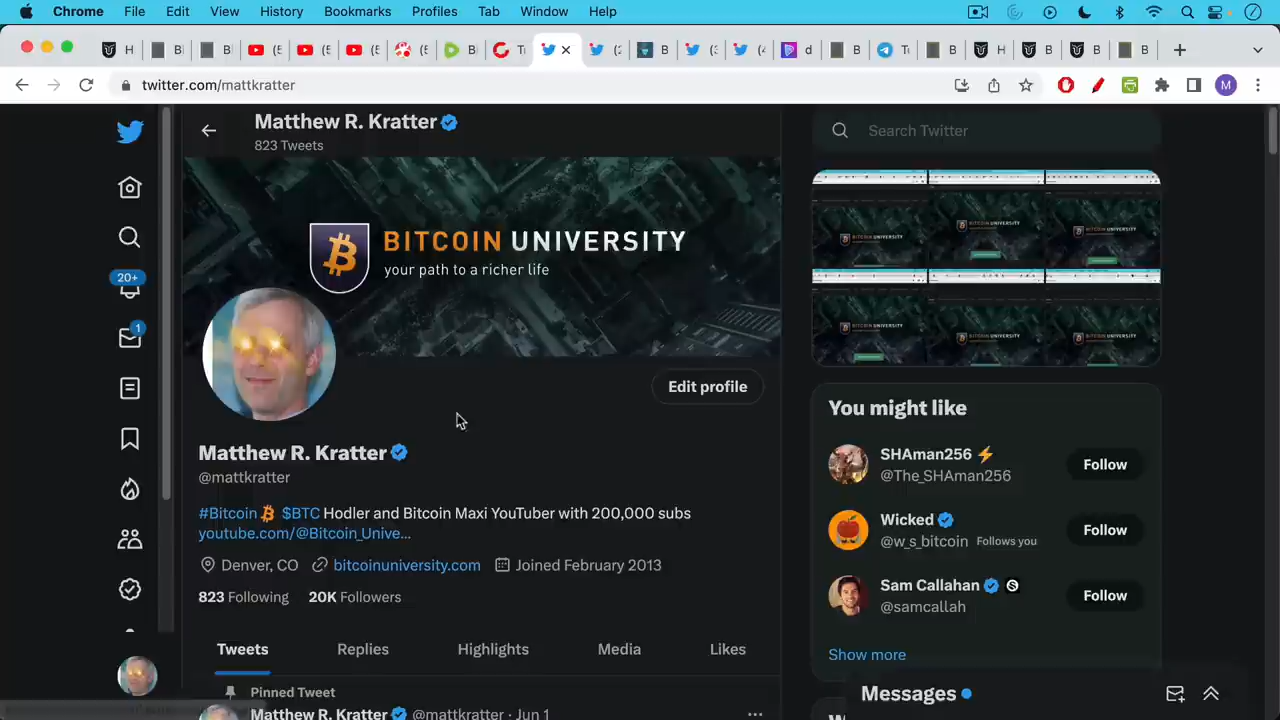 Chrome File Edit View History Bookmarks Profiles Tab Window Help
twitter.com/mattkratter
M
Matthew R. Kratter
823 Tweets
Search Twitter
BITCOIN UNIVERSITY
your path to a richer life
20+
1
Edit profile
You might like
Matthew R. Kratter
@mattkratter
SHAman256⚡
@The_SHAman256
Follow
#Bitcoin $BTC Hodler and Bitcoin Maxi YouTuber with 200,000 subs
youtube.com/@Bitcoin_Unive...
Wicked
@w_s_bitcoin Follows you
Follow
Denver, CO bitcoinuniversity.com Joined February 2013
823 Following 20K Followers
Sam Callahan
@samcallah
Follow
Show more
Tweets Replies Highlights Media Likes
Pinned Tweet
Matthew R. Kratter @mattkratter · Jun 1
Messages